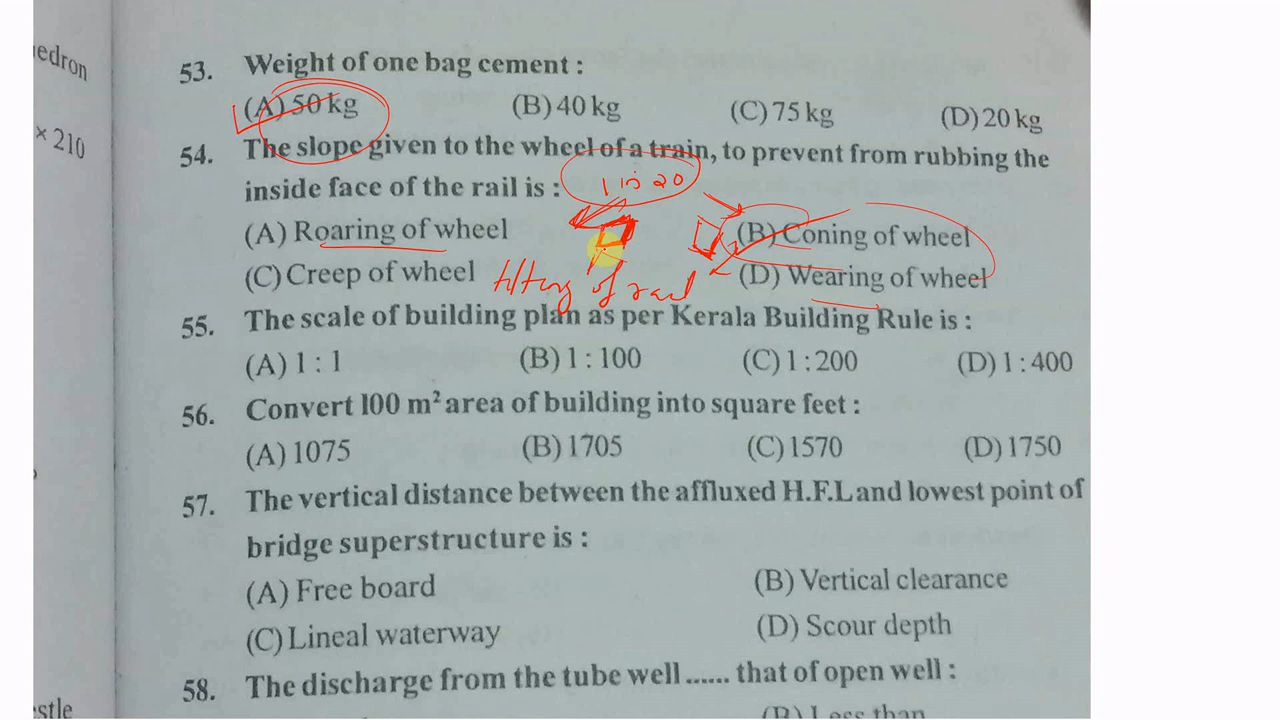 edron
× 210
stle
53. Weight of one bag cement :
(A) 50 kg (B) 40 kg (C) 75 kg (D) 20 kg
54. The slope given to the wheel of a train, to prevent from rubbing the
inside face of the rail is : 1 in 20
(A) Roaring of wheel (B) Coning of wheel
(C) Creep of wheel tilting of rail (D) Wearing of wheel
55. The scale of building plan as per Kerala Building Rule is :
(A) 1 : 1 (B) 1 : 100 (C) 1 : 200 (D) 1 : 400
56. Convert 100 m² area of building into square feet :
(A) 1075 (B) 1705 (C) 1570 (D) 1750
57. The vertical distance between the affluxed H.F.L and lowest point of
bridge superstructure is :
(A) Free board (B) Vertical clearance
(C) Lineal waterway (D) Scour depth
58. The discharge from the tube well ...... that of open well :
(B) Less than